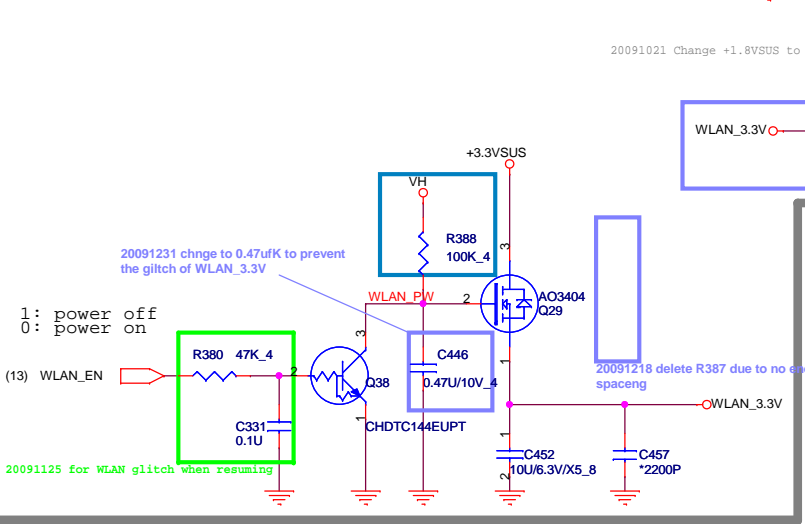 20091021 Change +1.8VSUS to
WLAN_3.3V
+3.3VSUS
VH
3
R388
100K_4
20091231 chnge to 0.47ufK to prevent
the giltch of WLAN_3.3V
WLAN_PW
2
AO3404
Q29
1: power off
0: power on
3
1
R380 47K_4
C446
(13) WLAN_EN
2
Q38
0.47U/10V_4
20091218 delete R387 due to no
spaceng
WLAN_3.3V
1
C331
0.1U
CHDTC144EUPT
1
C452
10U/6.3V/X5_8
2
C457
*2200P
20091125 for WLAN glitch when resuming